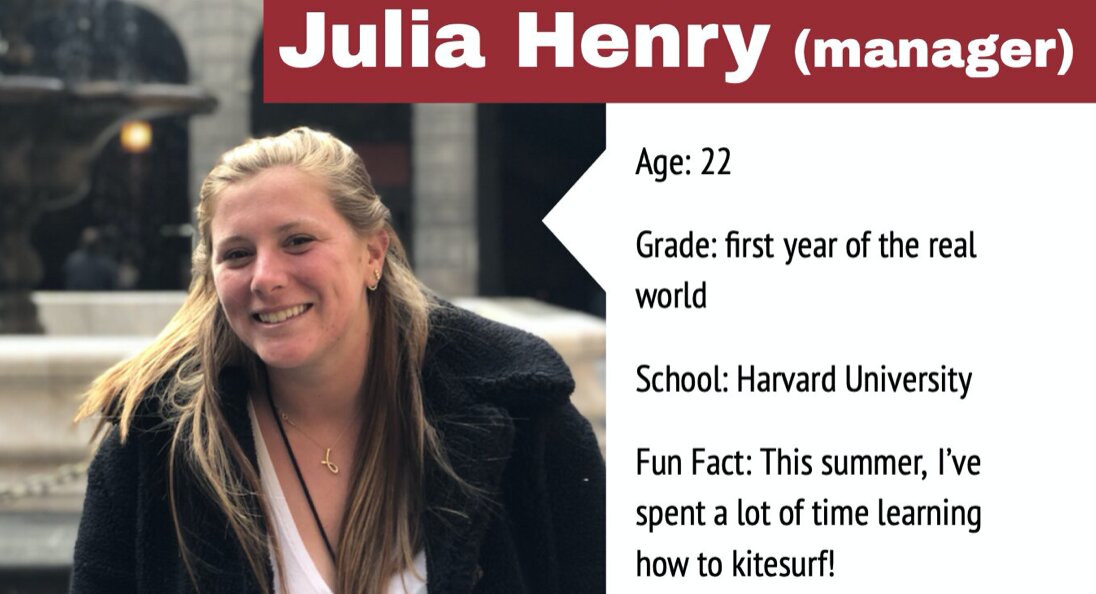 Julia Henry (manager)
Age: 22
Grade: first year of the real
world
School: Harvard University
Fun Fact: This summer, I've
spent a lot of time learning
how to kitesurf!